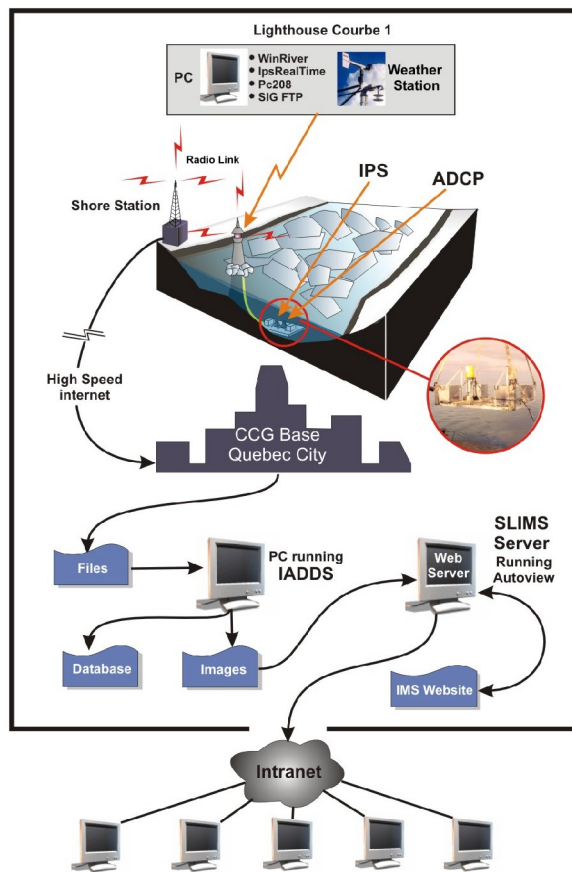 Lighthouse Courbe 1
PC
• WinRiver
• IpsRealTime
• Pc208
• SIG FTP
Weather
Station
Radio Link
Shore Station
IPS
ADCP
High Speed
internet
CCG Base
Quebec City
Files
PC running
IADDS
Web
Server
SLIMS
Server
Running
Autoview
Database
Images
IMS Website
Intranet